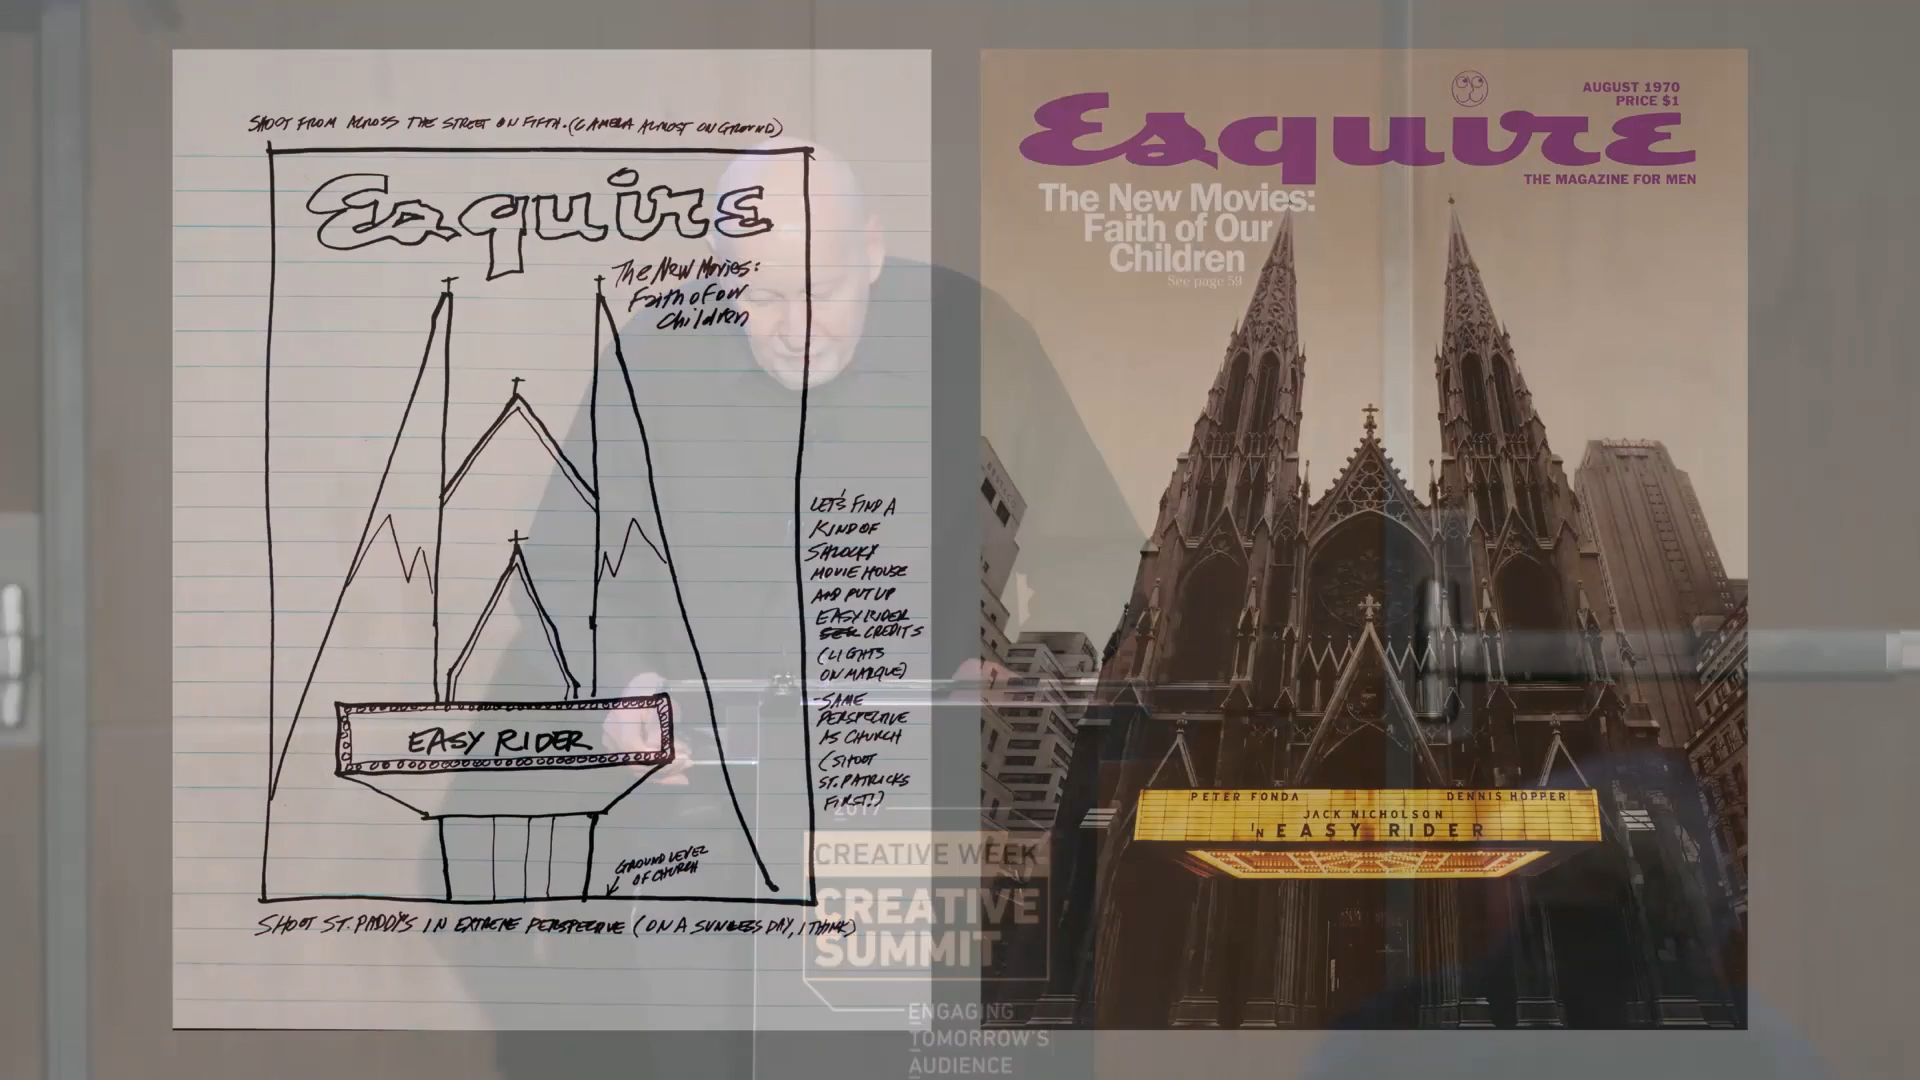 SHOOT FROM ACROSS THE STREET ON FIFTH. (CAMERA ALMOST ON GROUND)
Esquire
The New Movies:
Faith of our
Children
LET'S FIND A
KIND OF
SHLOCKY
MOVIE HOUSE
AND PUT UP
EASY RIDER
CREDITS
(LIGHTS
ON MARQUE)
-SAME
PERSPECTIVE
AS CHURCH
(SHOOT
ST. PATRICKS
FIRST!)
EASY RIDER
GROUND LEVEL
OF CHURCH
SHOOT ST. PADDY'S IN EXTREME PERSPECTIVE (ON A SUNLESS DAY, I THINK)
AUGUST 1970
PRICE $1
Esquire
THE MAGAZINE FOR MEN
The New Movies:
Faith of Our
Children
See page 59
PETER FONDA DENNIS HOPPER
JACK NICHOLSON
IN EASY RIDER
2017
CREATIVE WEEK
CREATIVE
SUMMIT
ENGAGING
TOMORROW'S
AUDIENCE